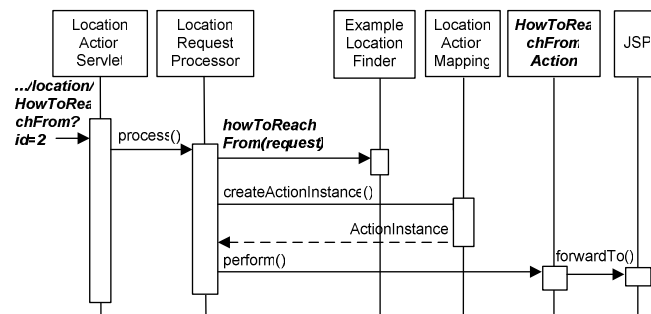 Location
Action
Servlet
Location
Request
Processor
Example
Location
Finder
Location
Action
Mapping
HowToRea
chFrom
Action
JSP
.../location/
HowToRea
chFrom?
id=2
process()
howToReach
From(request)
createActionInstance()
ActionInstance
perform()
forwardTo()